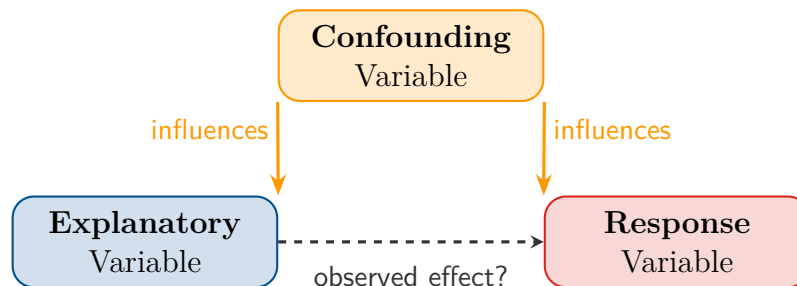 Confounding
Variable
influences
influences
Explanatory
Variable
Response
Variable
observed effect?